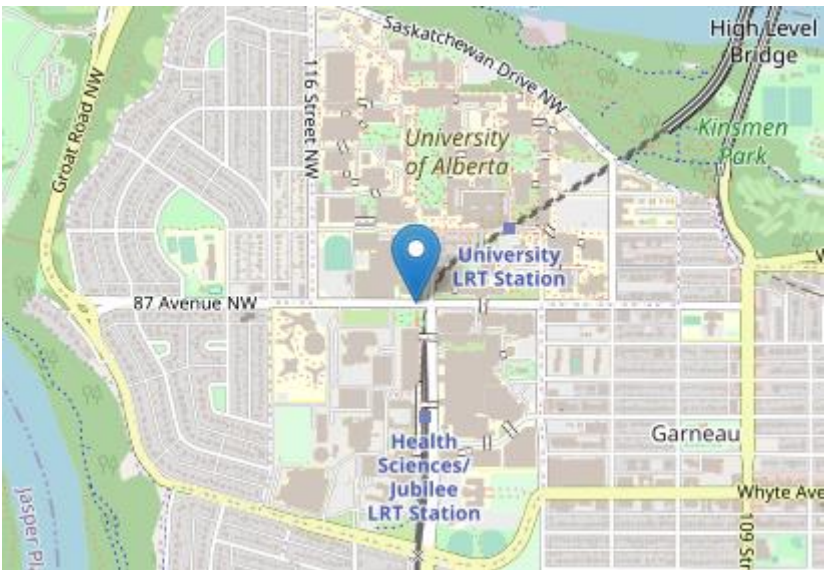 Saskatchewan Drive NW
High Level
Bridge
Groat Road NW
116 Street NW
University
of Alberta
Kinsmen
Park
University
LRT Station
87 Avenue NW
Garneau
Health
Sciences/
Jubilee
LRT Station
Whyte Ave
109 Str
Jasper Pl